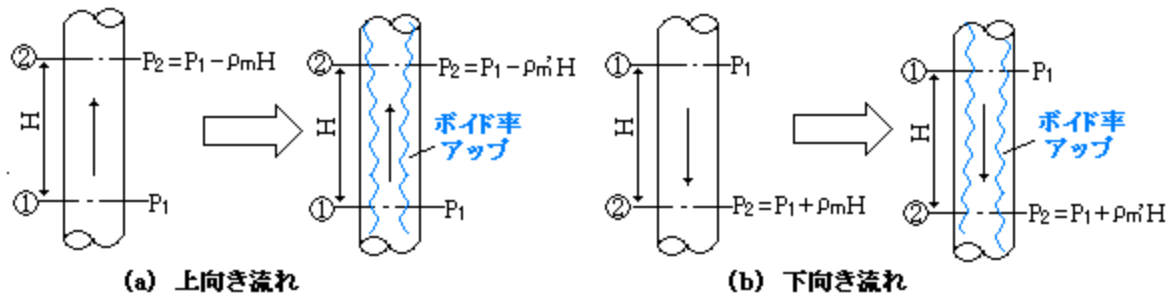 ② P₂=P₁-ρmH
H
① P₁
② P₂=P₁-ρm'H
H
ボイド率
アップ
① P₁
(a) 上向き流れ
① P₁
H
② P₂=P₁+ρmH
① P₁
H
ボイド率
アップ
② P₂=P₁+ρm'H
(b) 下向き流れ